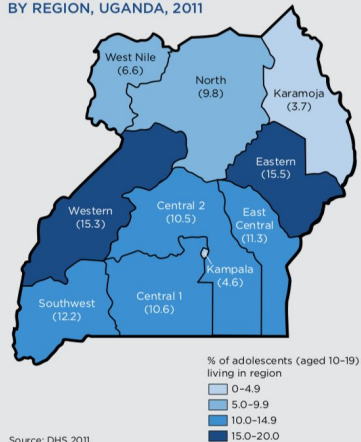 BY REGION, UGANDA, 2011
West Nile
(6.6)
North
(9.8)
Karamoja
(3.7)
Eastern
(15.5)
Western
(15.3)
Central 2
(10.5)
East
Central
(11.3)
Kampala
(4.6)
Southwest
(12.2)
Central 1
(10.6)
% of adolescents (aged 10–19)
living in region
0–4.9
5.0–9.9
10.0–14.9
15.0–20.0
Source: DHS 2011